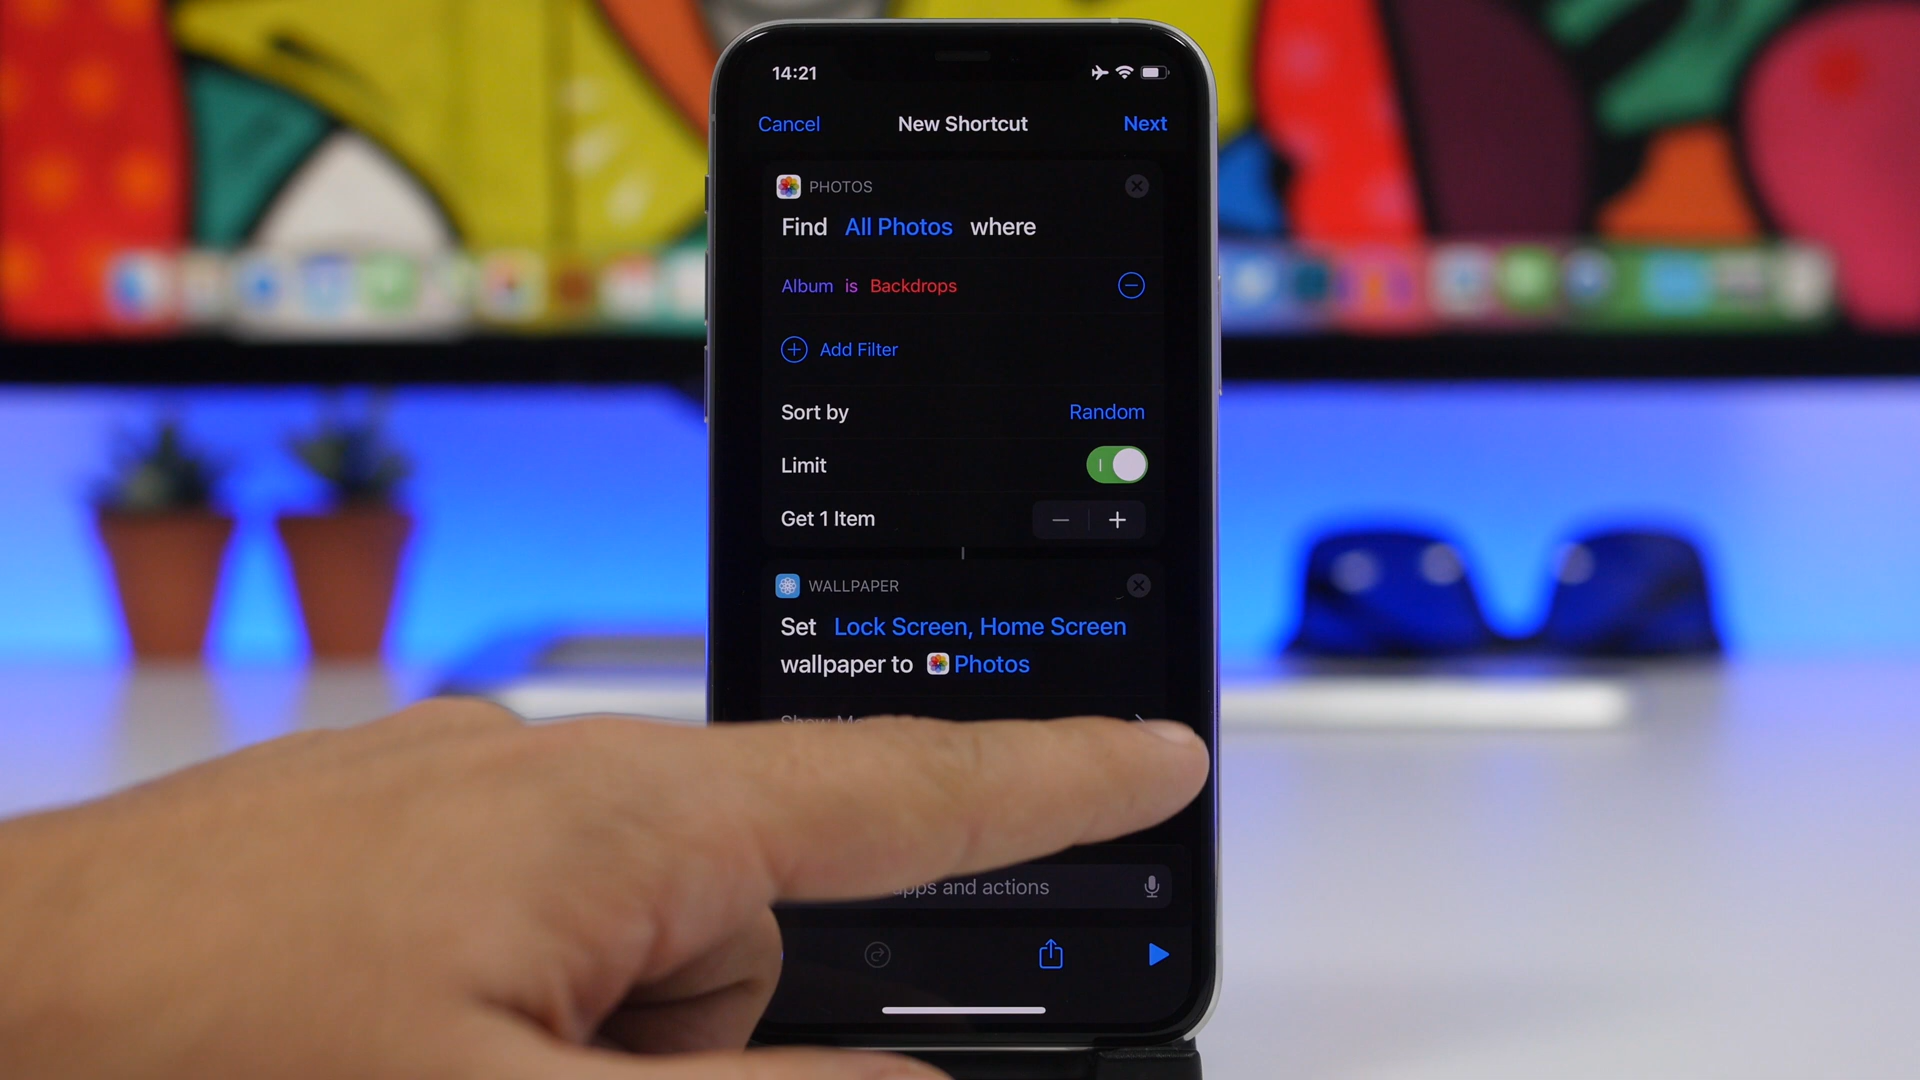 14:21
Cancel New Shortcut Next
PHOTOS
Find All Photos where
Album is Backdrops
Add Filter
Sort by Random
Limit
Get 1 Item
WALLPAPER
Set Lock Screen, Home Screen
wallpaper to Photos
Show
apps and actions